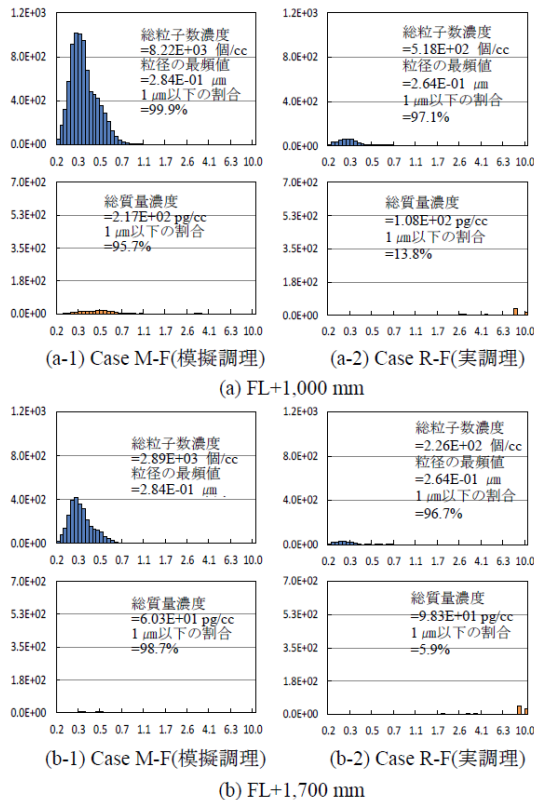 1.2E+03
8.0E+02
4.0E+02
0.0E+00
総粒子数濃度
=8.22E+03 個/cc
粒径の最頻値
=2.84E-01 μm
1 μm以下の割合
=99.9%
0.2 0.3 0.5 0.7 1.1 1.7 2.6 4.1 6.3 10.0
1.2E+03
8.0E+02
4.0E+02
0.0E+00
総粒子数濃度
=5.18E+02 個/cc
粒径の最頻値
=2.64E-01 μm
1 μm以下の割合
=97.1%
0.2 0.3 0.5 0.7 1.1 1.7 2.6 4.1 6.3 10.0
7.0E+02
5.3E+02
3.5E+02
1.8E+02
0.0E+00
総質量濃度
=2.17E+02 pg/cc
1 μm以下の割合
=95.7%
0.2 0.3 0.5 0.7 1.1 1.7 2.6 4.1 6.3 10.0
7.0E+02
5.3E+02
3.5E+02
1.8E+02
0.0E+00
総質量濃度
=1.08E+02 pg/cc
1 μm以下の割合
=13.8%
0.2 0.3 0.5 0.7 1.1 1.7 2.6 4.1 6.3 10.0
(a-1) Case M-F(模擬調理)
(a-2) Case R-F(実調理)
(a) FL+1,000 mm
1.2E+03
8.0E+02
4.0E+02
0.0E+00
総粒子数濃度
=2.89E+03 個/cc
粒径の最頻値
=2.84E-01 μm
0.2 0.3 0.5 0.7 1.1 1.7 2.6 4.1 6.3 10.0
1.2E+03
8.0E+02
4.0E+02
0.0E+00
総粒子数濃度
=2.26E+02 個/cc
粒径の最頻値
=2.64E-01 μm
1 μm以下の割合
=96.7%
0.2 0.3 0.5 0.7 1.1 1.7 2.6 4.1 6.3 10.0
7.0E+02
5.3E+02
3.5E+02
1.8E+02
0.0E+00
総質量濃度
=6.03E+01 pg/cc
1 μm以下の割合
=98.7%
0.2 0.3 0.5 0.7 1.1 1.7 2.6 4.1 6.3 10.0
7.0E+02
5.3E+02
3.5E+02
1.8E+02
0.0E+00
総質量濃度
=9.83E+01 pg/cc
1 μm以下の割合
=5.9%
0.2 0.3 0.5 0.7 1.1 1.7 2.6 4.1 6.3 10.0
(b-1) Case M-F(模擬調理)
(b-2) Case R-F(実調理)
(b) FL+1,700 mm